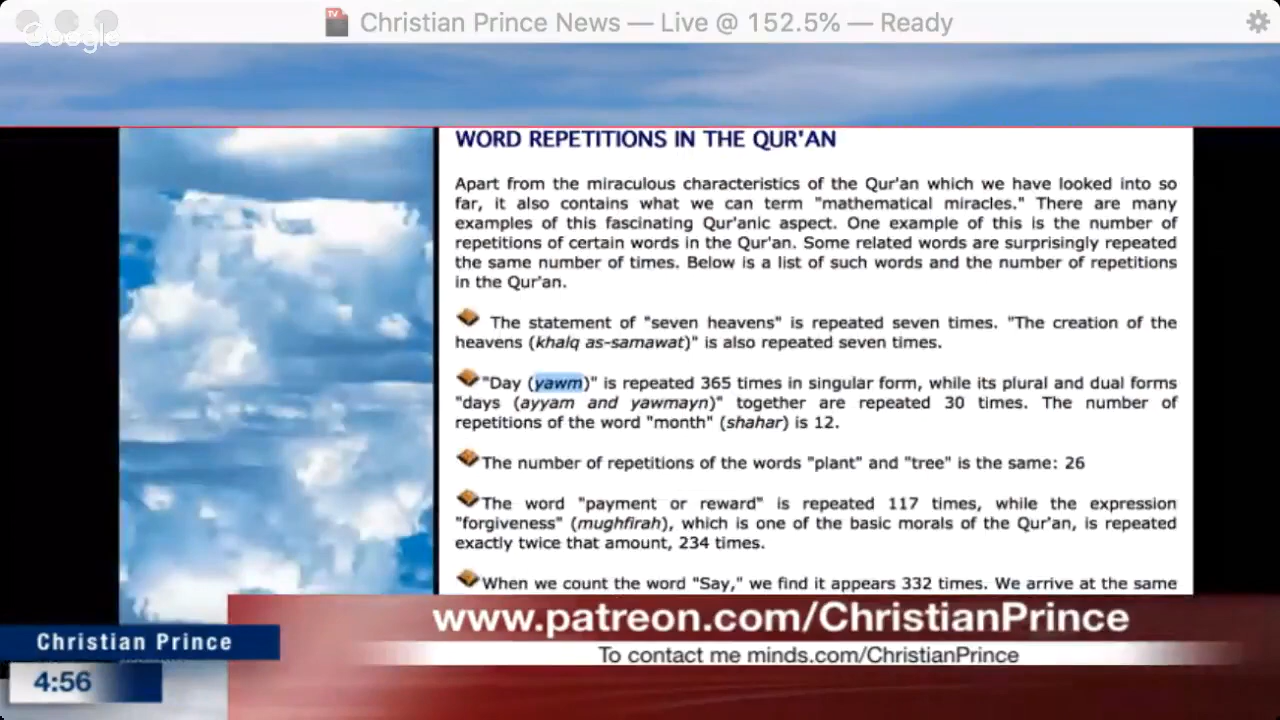 Christian Prince News — Live @ 152.5% — Ready
Google
WORD REPETITIONS IN THE QUR'AN
Apart from the miraculous characteristics of the Qur'an which we have looked into so
far, it also contains what we can term "mathematical miracles." There are many
examples of this fascinating Qur'anic aspect. One example of this is the number of
repetitions of certain words in the Qur'an. Some related words are surprisingly repeated
the same number of times. Below is a list of such words and the number of repetitions
in the Qur'an.
The statement of "seven heavens" is repeated seven times. "The creation of the
heavens (khalq as-samawat)" is also repeated seven times.
"Day (yawm)" is repeated 365 times in singular form, while its plural and dual forms
"days (ayyam and yawmayn)" together are repeated 30 times. The number of
repetitions of the word "month" (shahar) is 12.
The number of repetitions of the words "plant" and "tree" is the same: 26
The word "payment or reward" is repeated 117 times, while the expression
"forgiveness" (mughfirah), which is one of the basic morals of the Qur'an, is repeated
exactly twice that amount, 234 times.
When we count the word "Say," we find it appears 332 times. We arrive at the same
www.patreon.com/ChristianPrince
Christian Prince
To contact me minds.com/ChristianPrince
4:56